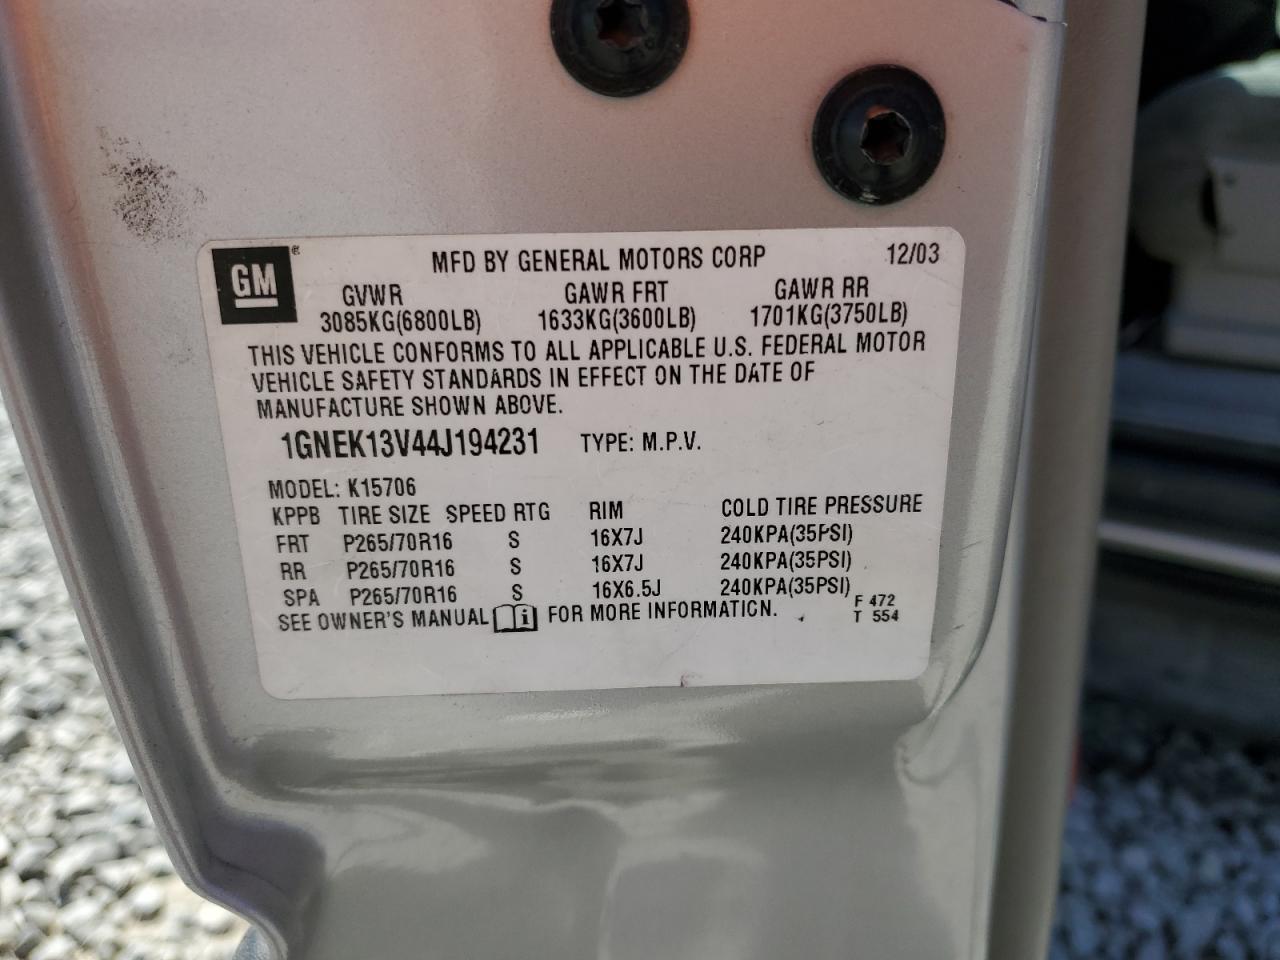 GM ® MFD BY GENERAL MOTORS CORP 12/03
GVWR GAWR FRT GAWR RR
3085KG(6800LB) 1633KG(3600LB) 1701KG(3750LB)
THIS VEHICLE CONFORMS TO ALL APPLICABLE U.S. FEDERAL MOTOR
VEHICLE SAFETY STANDARDS IN EFFECT ON THE DATE OF
MANUFACTURE SHOWN ABOVE.
1GNEK13V44J194231 TYPE: M.P.V.
MODEL: K15706
KPPB TIRE SIZE SPEED RTG RIM COLD TIRE PRESSURE
FRT P265/70R16 S 16X7J 240KPA(35PSI)
RR P265/70R16 S 16X7J 240KPA(35PSI)
SPA P265/70R16 S 16X6.5J 240KPA(35PSI)
SEE OWNER'S MANUAL i FOR MORE INFORMATION. F 472
T 554